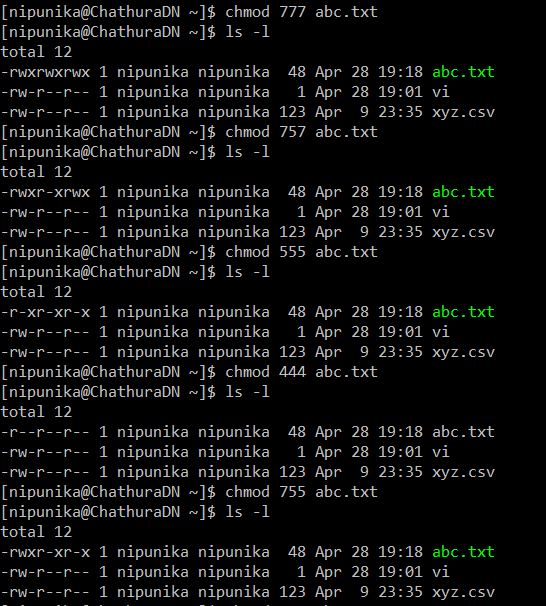 [nipunika@ChathuraDN ~]$ chmod 777 abc.txt
[nipunika@ChathuraDN ~]$ ls -l
total 12
-rwxrwxrwx 1 nipunika nipunika  48 Apr 28 19:18 abc.txt
-rw-r--r-- 1 nipunika nipunika   1 Apr 28 19:01 vi
-rw-r--r-- 1 nipunika nipunika 123 Apr  9 23:35 xyz.csv
[nipunika@ChathuraDN ~]$ chmod 757 abc.txt
[nipunika@ChathuraDN ~]$ ls -l
total 12
-rwxr-xrwx 1 nipunika nipunika  48 Apr 28 19:18 abc.txt
-rw-r--r-- 1 nipunika nipunika   1 Apr 28 19:01 vi
-rw-r--r-- 1 nipunika nipunika 123 Apr  9 23:35 xyz.csv
[nipunika@ChathuraDN ~]$ chmod 555 abc.txt
[nipunika@ChathuraDN ~]$ ls -l
total 12
-r-xr-xr-x 1 nipunika nipunika  48 Apr 28 19:18 abc.txt
-rw-r--r-- 1 nipunika nipunika   1 Apr 28 19:01 vi
-rw-r--r-- 1 nipunika nipunika 123 Apr  9 23:35 xyz.csv
[nipunika@ChathuraDN ~]$ chmod 444 abc.txt
[nipunika@ChathuraDN ~]$ ls -l
total 12
-r--r--r-- 1 nipunika nipunika  48 Apr 28 19:18 abc.txt
-rw-r--r-- 1 nipunika nipunika   1 Apr 28 19:01 vi
-rw-r--r-- 1 nipunika nipunika 123 Apr  9 23:35 xyz.csv
[nipunika@ChathuraDN ~]$ chmod 755 abc.txt
[nipunika@ChathuraDN ~]$ ls -l
total 12
-rwxr-xr-x 1 nipunika nipunika  48 Apr 28 19:18 abc.txt
-rw-r--r-- 1 nipunika nipunika   1 Apr 28 19:01 vi
-rw-r--r-- 1 nipunika nipunika 123 Apr  9 23:35 xyz.csv